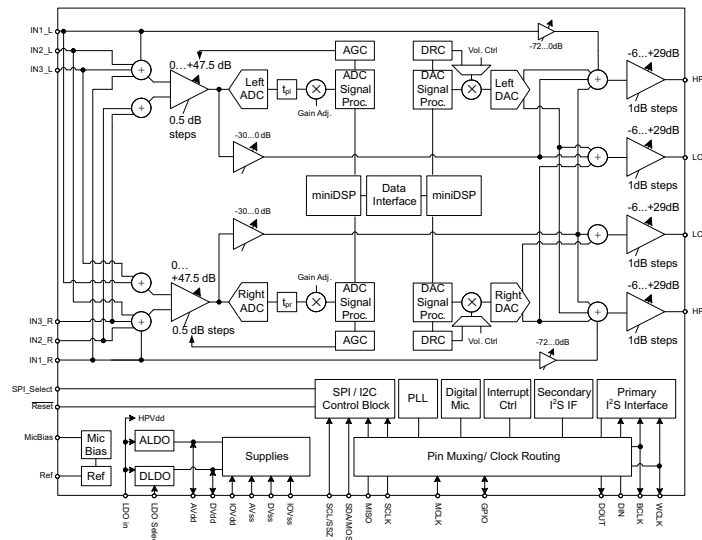 IN1_L
IN2_L
IN3_L
0…
+47.5 dB
0.5 dB
steps
Left
ADC
tpl
Gain Adj.
AGC
ADC
Signal
Proc.
DRC
Vol. Ctrl
DAC
Signal
Proc.
Left
DAC
-72...0dB
-6...+29dB
1dB steps
HP
-30...0 dB
-6...+29dB
1dB steps
LO
miniDSP
Data
Interface
miniDSP
-30...0 dB
-6...+29dB
1dB steps
LO
0…
+47.5 dB
0.5 dB steps
Right
ADC
tpr
Gain Adj.
ADC
Signal
Proc.
AGC
DAC
Signal
Proc.
DRC
Vol. Ctrl
Right
DAC
-72...0dB
-6...+29dB
1dB steps
HP
IN3_R
IN2_R
IN1_R
SPI_Select
Reset
MicBias
Ref
HPVdd
Mic
Bias
Ref
ALDO
DLDO
Supplies
SPI / I2C
Control Block
PLL
Digital
Mic.
Interrupt
Ctrl
Secondary
I2S IF
Primary
I2S Interface
Pin Muxing/ Clock Routing
LDO in
LDO Select
AVdd
DVdd
IOVdd
AVss
DVss
IOVss
SCL/SSZ
SDA/MOS
MISO
SCLK
MCLK
GPIO
DOUT
DIN
BCLK
WCLK